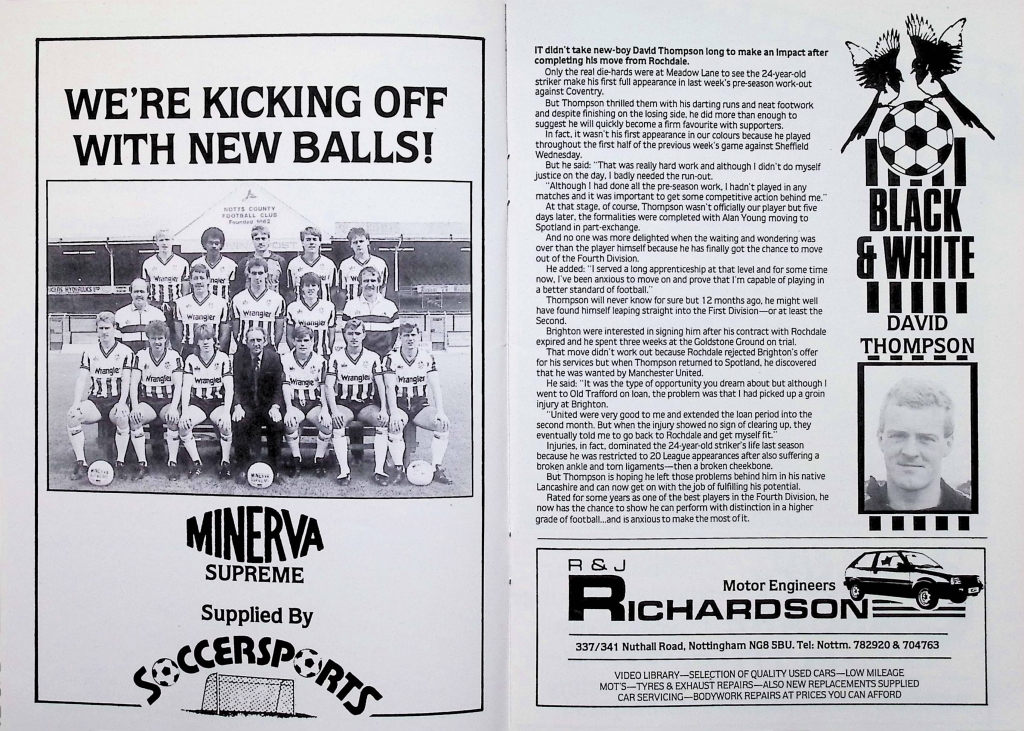 WE'RE KICKING OFF
WITH NEW BALLS!
NOTTS COUNTY
FOOTBALL CLUB
Founded 1862
Wrangler
Wrangler
Wrangler
Wrangler
Wrangler
Wrangler
Wrangler
Wrangler
Wrangler
Wrangler
Wrangler
Wrangler
MINERVA
SUPREME
MINERVA
SUPREME
Supplied By
SOCCERSPORTS
IT didn't take new-boy David Thompson long to make an impact after
completing his move from Rochdale.
Only the real die-hards were at Meadow Lane to see the 24-year-old
striker make his first full appearance in last week's pre-season work-out
against Coventry.
But Thompson thrilled them with his darting runs and neat footwork
and despite finishing on the losing side, he did more than enough to
suggest he will quickly become a firm favourite with supporters.
In fact, it wasn't his first appearance in our colours because he played
throughout the first half of the previous week's game against Sheffield
Wednesday.
But he said: "That was really hard work and although I didn't do myself
justice on the day, I badly needed the run-out.
"Although I had done all the pre-season work, I hadn't played in any
matches and it was important to get some competitive action behind me."
At that stage, of course, Thompson wasn't officially our player but five
days later, the formalities were completed with Alan Young moving to
Spotland in part-exchange.
And no one was more delighted when the waiting and wondering was
over than the player himself because he has finally got the chance to move
out of the Fourth Division.
He added: "I served a long apprenticeship at that level and for some time
now, I've been anxious to move on and prove that I'm capable of playing in
a better standard of football."
Thompson will never know for sure but 12 months ago, he might well
have found himself leaping straight into the First Division—or at least the
Second.
Brighton were interested in signing him after his contract with Rochdale
expired and he spent three weeks at the Goldstone Ground on trial.
That move didn't work out because Rochdale rejected Brighton's offer
for his services but when Thompson returned to Spotland, he discovered
that he was wanted by Manchester United.
He said: "It was the type of opportunity you dream about but although I
went to Old Trafford on loan, the problem was that I had picked up a groin
injury at Brighton.
"United were very good to me and extended the loan period into the
second month. But when the injury showed no sign of clearing up, they
eventually told me to go back to Rochdale and get myself fit."
Injuries, in fact, dominated the 24-year-old striker's life last season
because he was restricted to 20 League appearances after also suffering a
broken ankle and torn ligaments—then a broken cheekbone.
But Thompson is hoping he left those problems behind him in his native
Lancashire and can now get on with the job of fulfilling his potential.
Rated for some years as one of the best players in the Fourth Division, he
now has the chance to show he can perform with distinction in a higher
grade of football...and is anxious to make the most of it.
BLACK
& WHITE
DAVID
THOMPSON
R & J
RICHARDSON
Motor Engineers
337/341 Nuthall Road, Nottingham NG8 5BU. Tel: Nottm. 782920 & 704763
VIDEO LIBRARY—SELECTION OF QUALITY USED CARS—LOW MILEAGE
MOT'S—TYRES & EXHAUST REPAIRS—ALSO NEW REPLACEMENTS SUPPLIED
CAR SERVICING—BODYWORK REPAIRS AT PRICES YOU CAN AFFORD